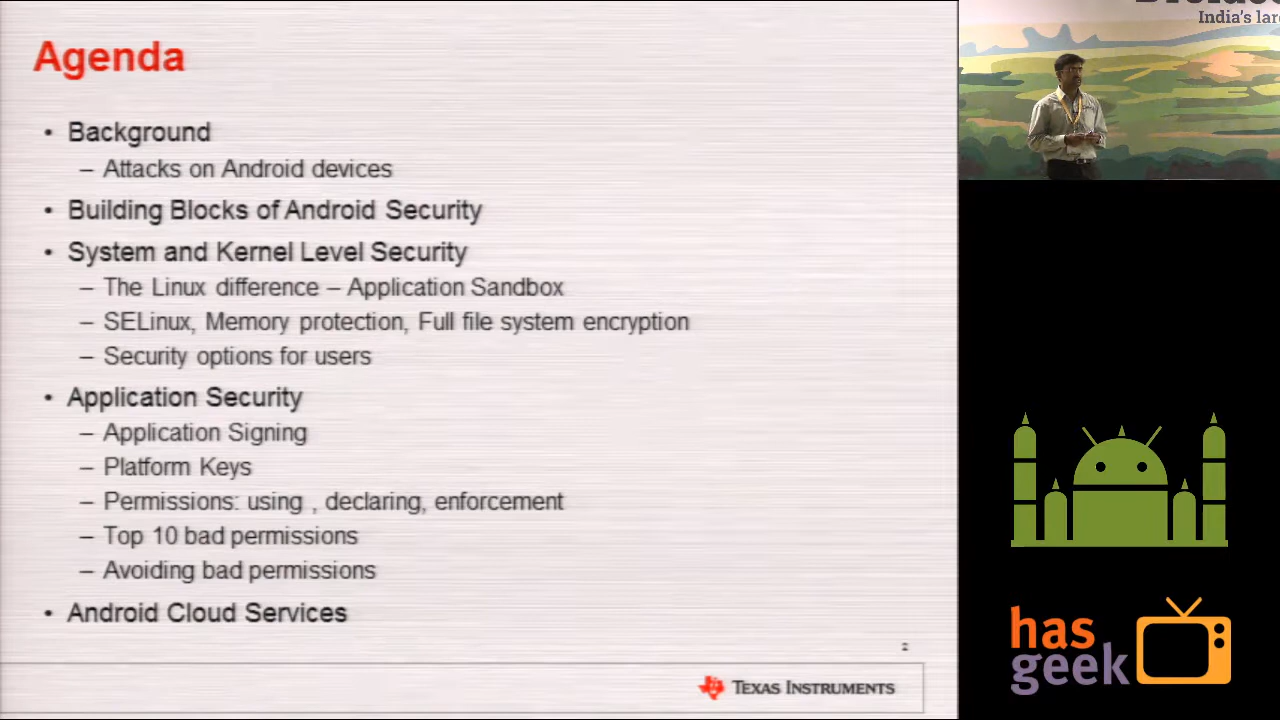 Agenda
• Background
– Attacks on Android devices
• Building Blocks of Android Security
• System and Kernel Level Security
– The Linux difference – Application Sandbox
– SELinux, Memory protection, Full file system encryption
– Security options for users
• Application Security
– Application Signing
– Platform Keys
– Permissions: using , declaring, enforcement
– Top 10 bad permissions
– Avoiding bad permissions
• Android Cloud Services
2
TEXAS INSTRUMENTS
India's
has
geek